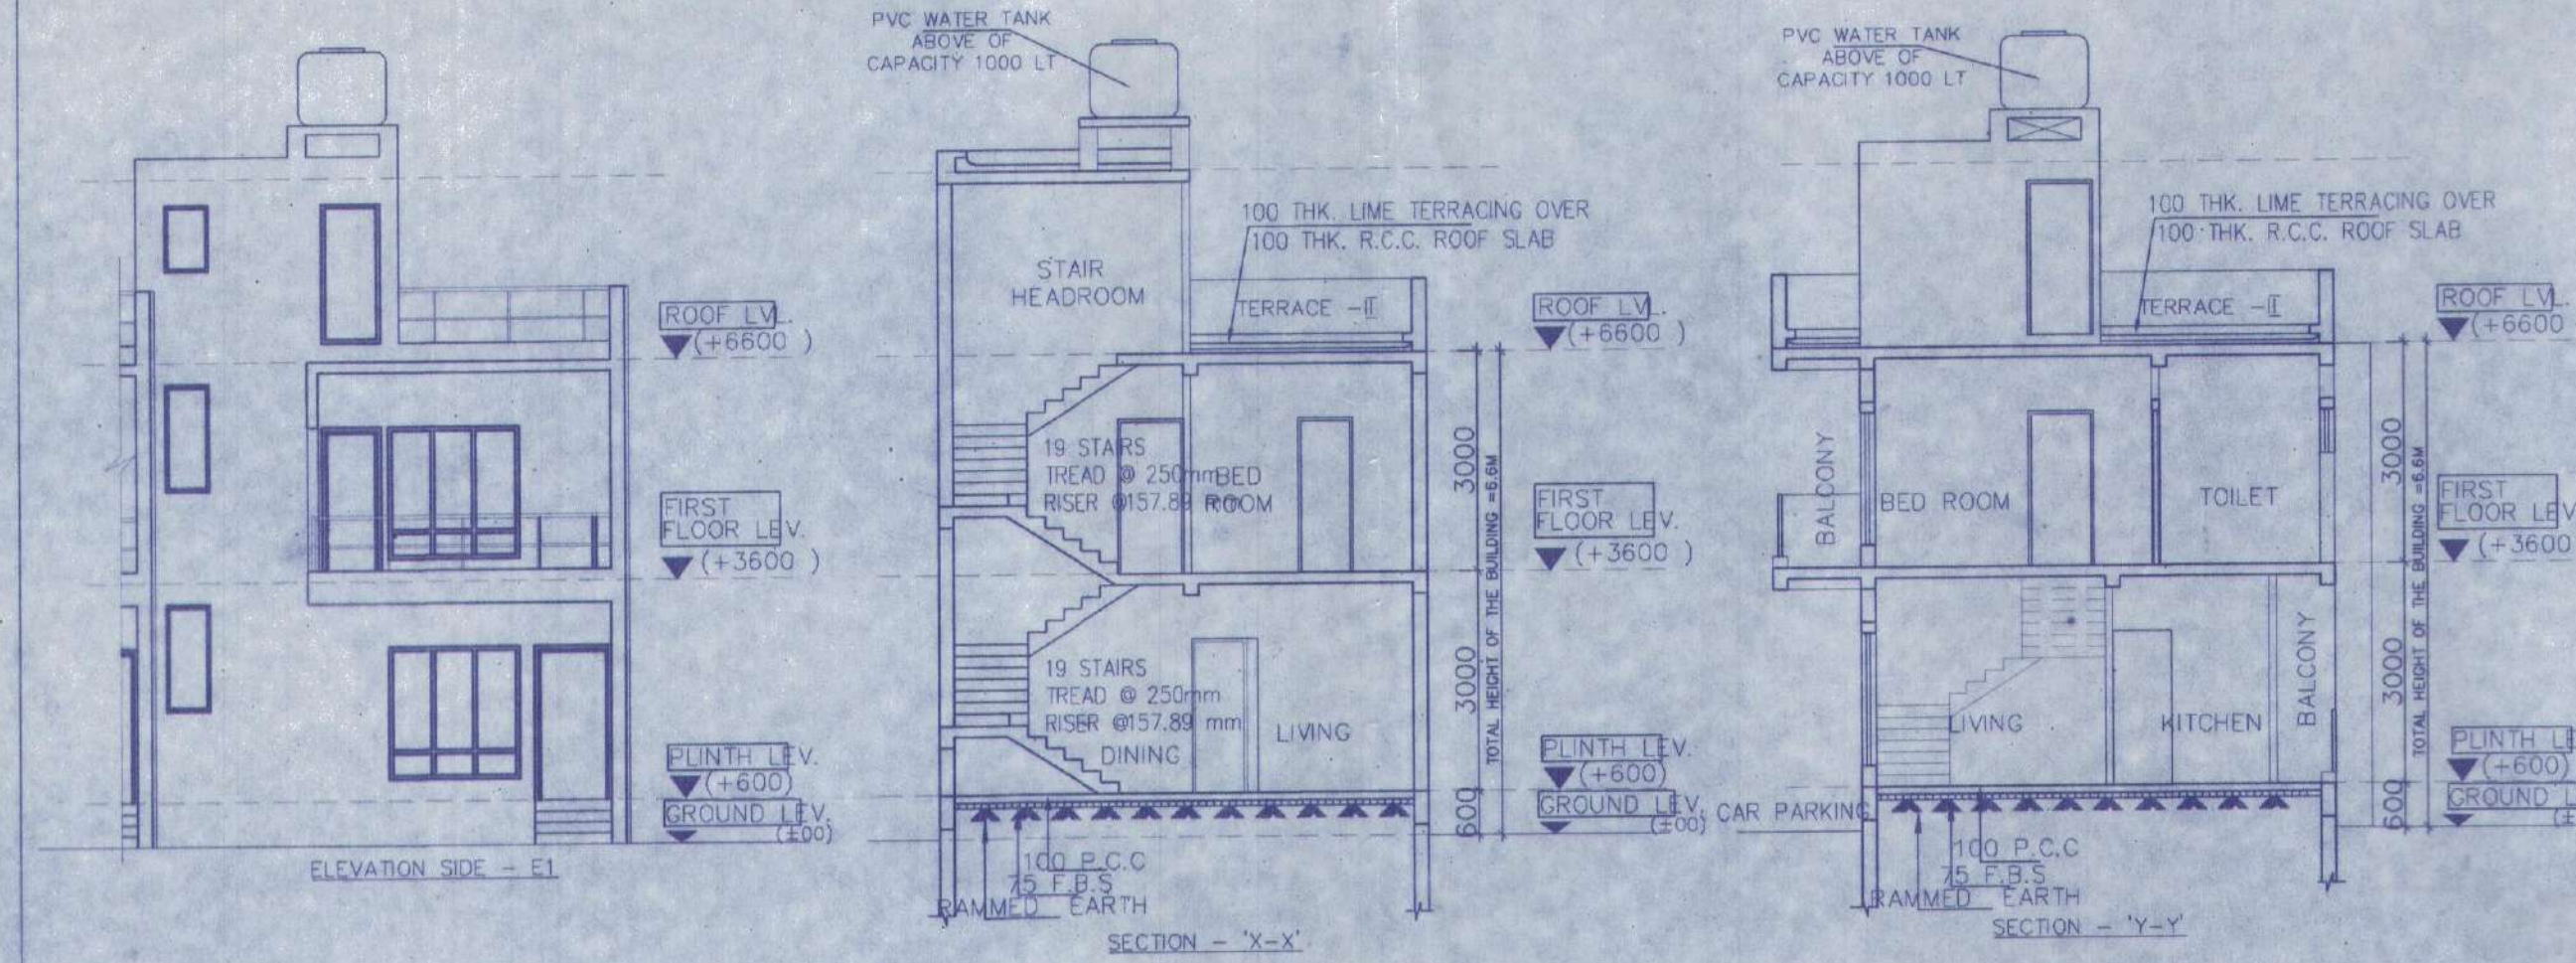 PVC WATER TANK
ABOVE OF
CAPACITY 1000 LT
PVC WATER TANK
ABOVE OF
CAPACITY 1000 LT
ROOF LVL.
(+6600 )
FIRST
FLOOR LEV.
(+3600 )
PLINTH LEV.
(+600)
GROUND LEV.
(±00)
ELEVATION SIDE - E1
100 THK. LIME TERRACING OVER
100 THK. R.C.C. ROOF SLAB
STAIR
HEADROOM
TERRACE -II
19 STAIRS
TREAD @ 250mm
RISER @157.89
BED
ROOM
19 STAIRS
TREAD @ 250mm
RISER @157.89 mm
DINING
LIVING
3000
3000
600
TOTAL HEIGHT OF THE BUILDING =6.6M
ROOF LVL.
(+6600 )
FIRST
FLOOR LEV.
(+3600 )
PLINTH LEV.
(+600)
GROUND LEV.
(±00)
100 P.C.C
75 F.B.S
RAMMED EARTH
SECTION - 'X-X'
100 THK. LIME TERRACING OVER
100 THK. R.C.C. ROOF SLAB
TERRACE -II
BALCONY
BED ROOM
TOILET
LIVING
KITCHEN
BALCONY
CAR PARKING
3000
3000
600
TOTAL HEIGHT OF THE BUILDING =6.6M
ROOF LVL.
(+6600
FIRST
FLOOR LEV
(+3600
PLINTH LE
(+600)
GROUND L
100 P.C.C
75 F.B.S
RAMMED EARTH
SECTION - 'Y-Y'